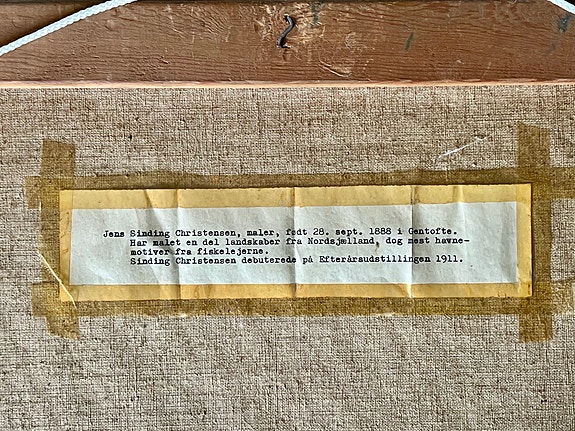 Jens Sinding Christensen, maler, født 28. sept. 1888 i Gentofte.
Har malet en del landskaber fra Nordsjælland, dog mest havne-
motiver fra fiskelejerne.
Sinding Christensen debuterede på Efterårsudstillingen 1911.